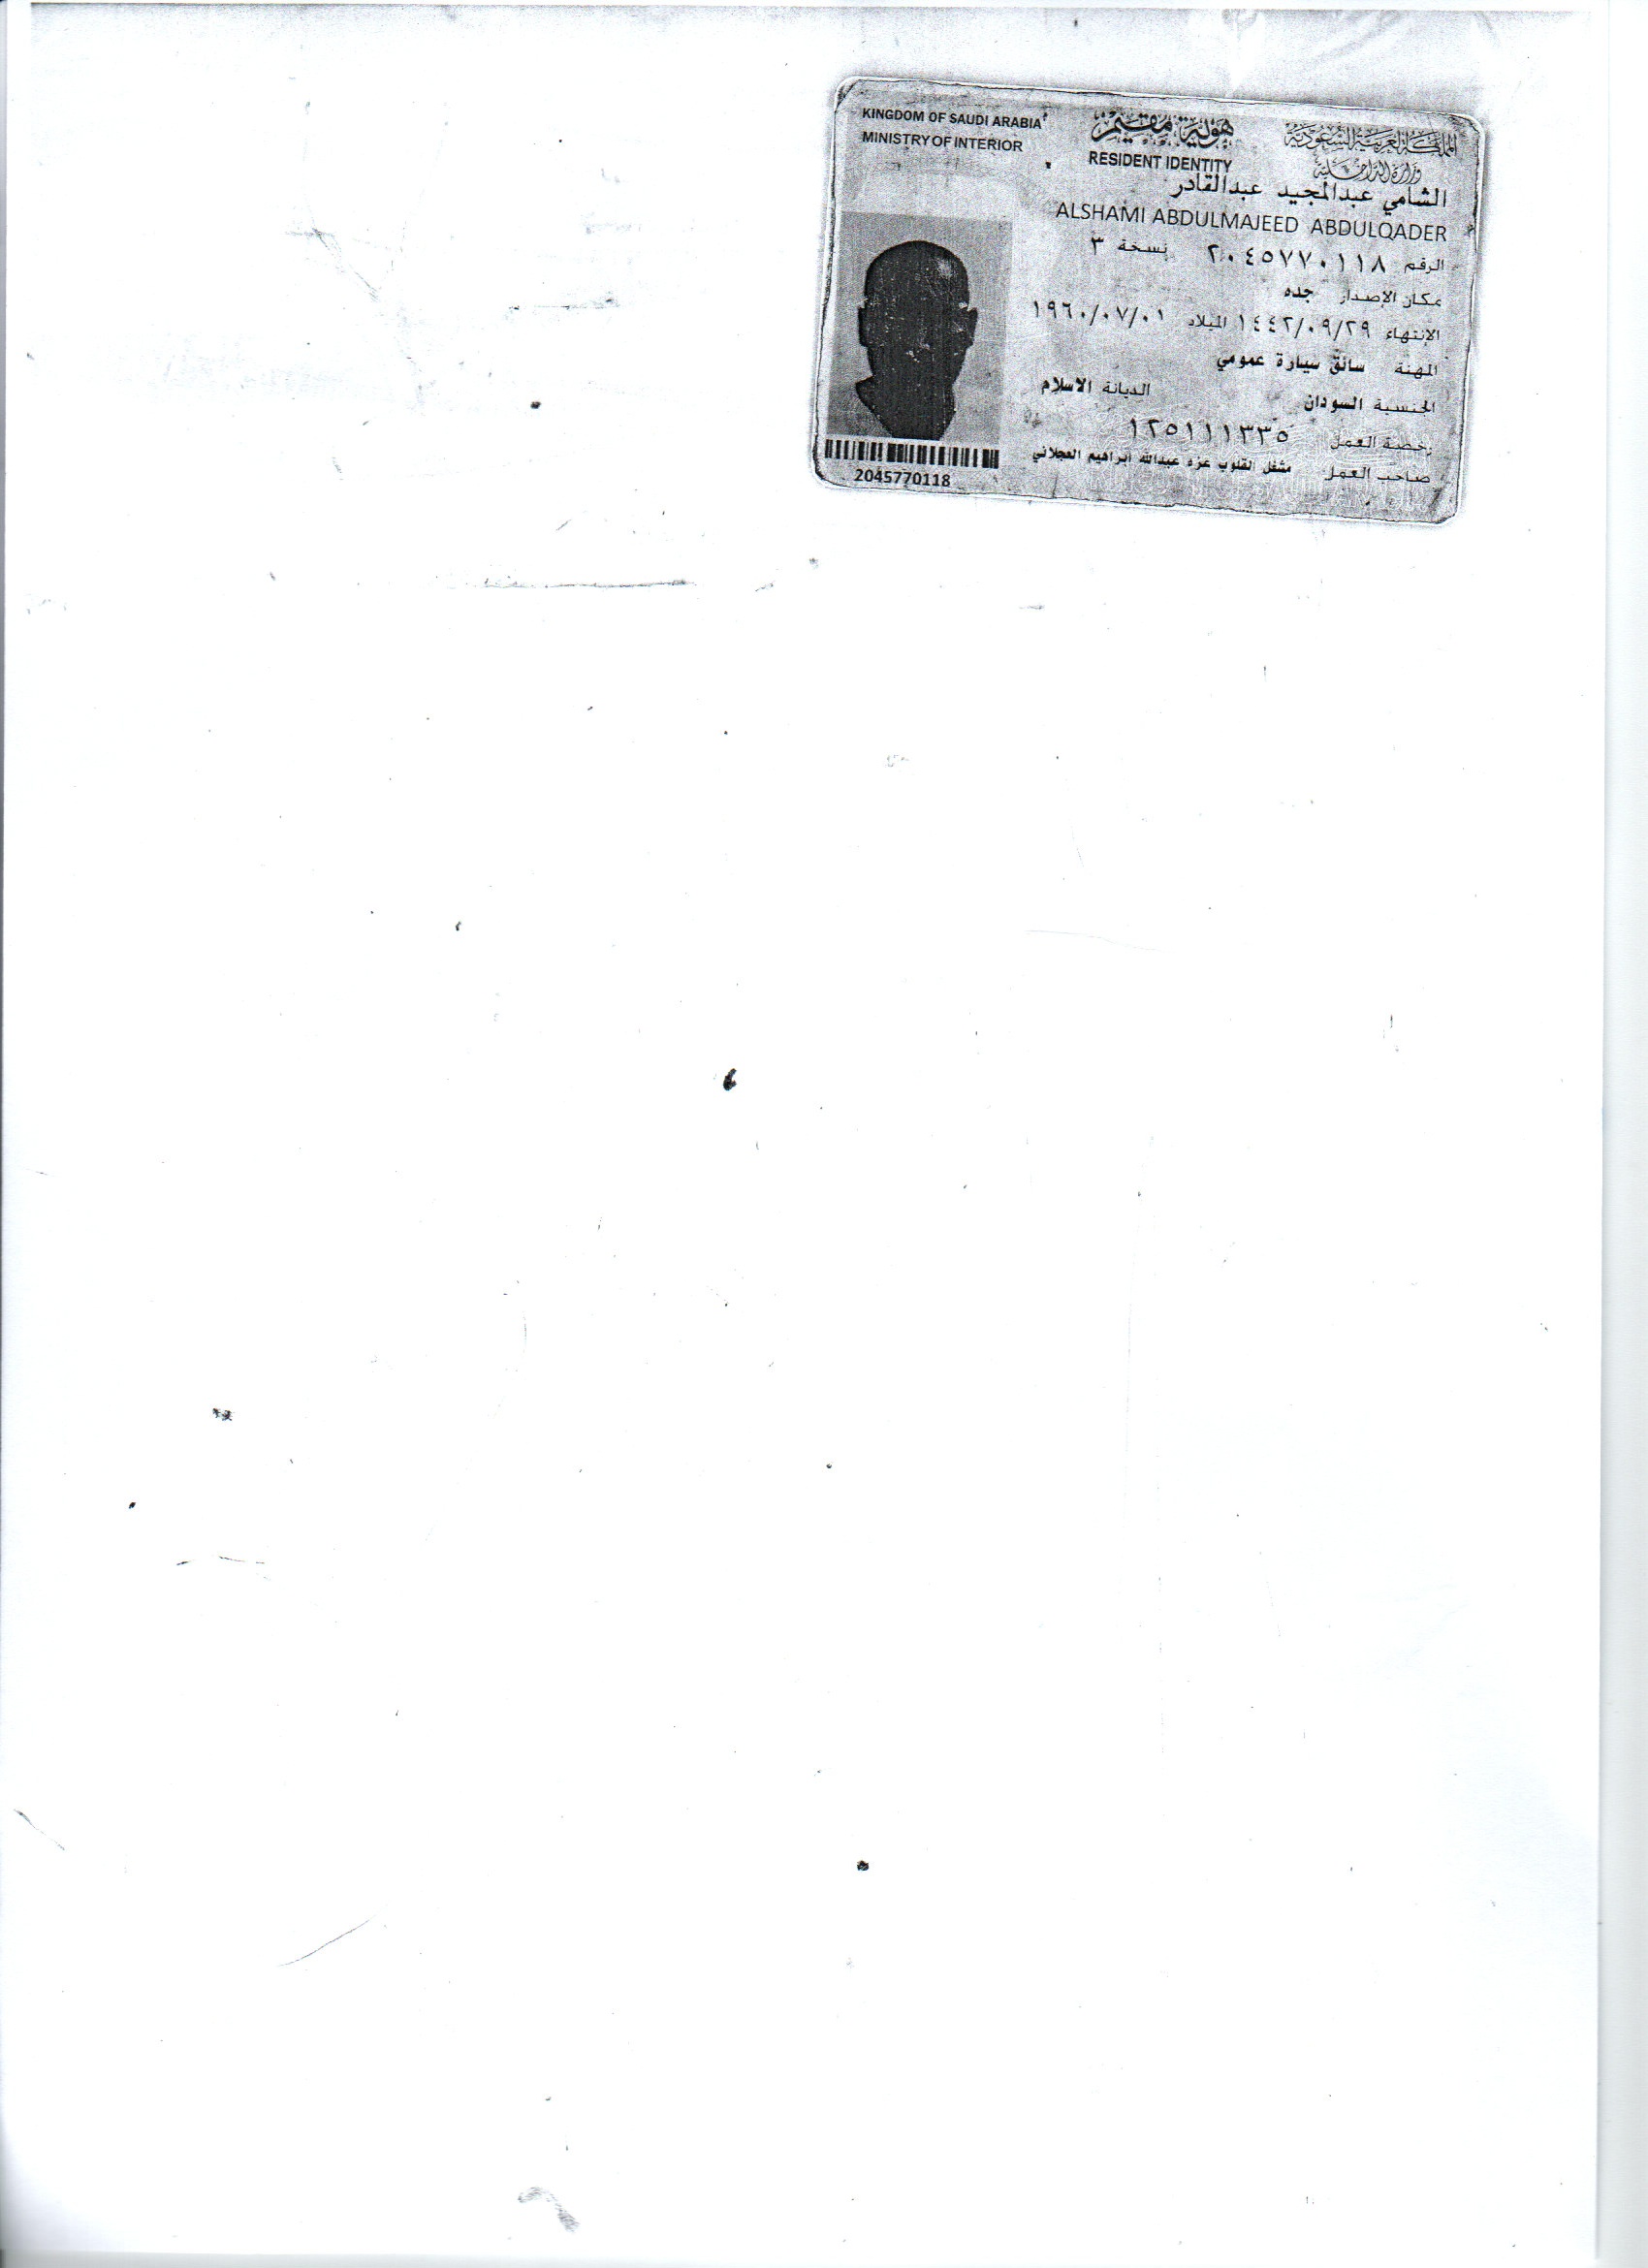 KINGDOM OF SAUDI ARABIA
MINISTRY OF INTERIOR
هوية مقيم
RESIDENT IDENTITY
المملكة العربية السعودية
وزارة الداخلية
الشامي عبدالمجيد عبدالقادر
ALSHAMI ABDULMAJEED ABDULQADER
الرقم ٢٠٤٥٧٧٠١١٨ نسخة ٣
مكان الإصدار جده
الإنتهاء ١٤٤٢/٠٩/٢٩ الميلاد ١٩٦٠/٠٧/٠١
المهنة سائق سيارة عمومي
الجنسية السودان الديانة الاسلام
رخصة العمل ١٢٥١١١٣٣٥
صاحب العمل مشغل القلوب عزه عبدالله ابراهيم العجلاني
2045770118